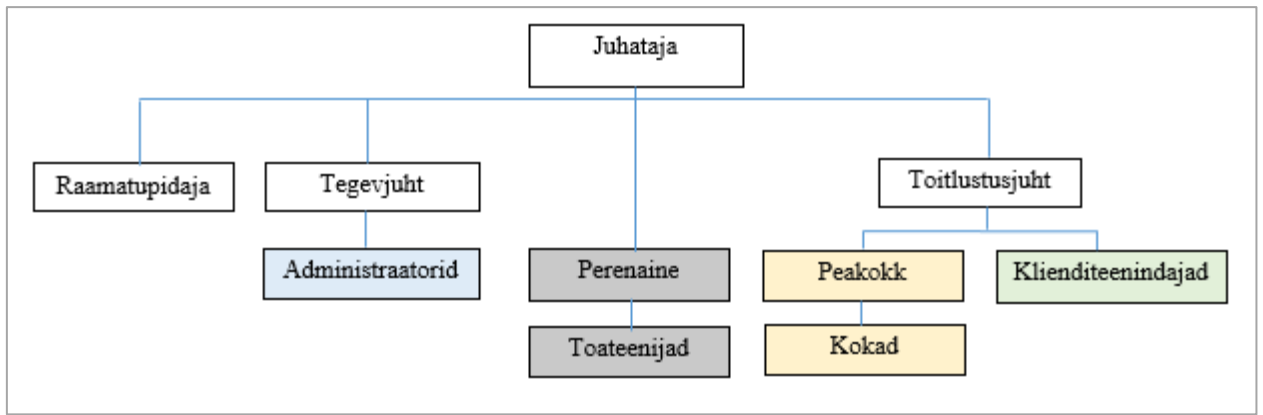 Juhataja
Raamatupidaja
Tegevjuht
Toitlustusjuht
Administraatorid
Perenaine
Peakokk
Klienditeenindajad
Toateenijad
Kokad